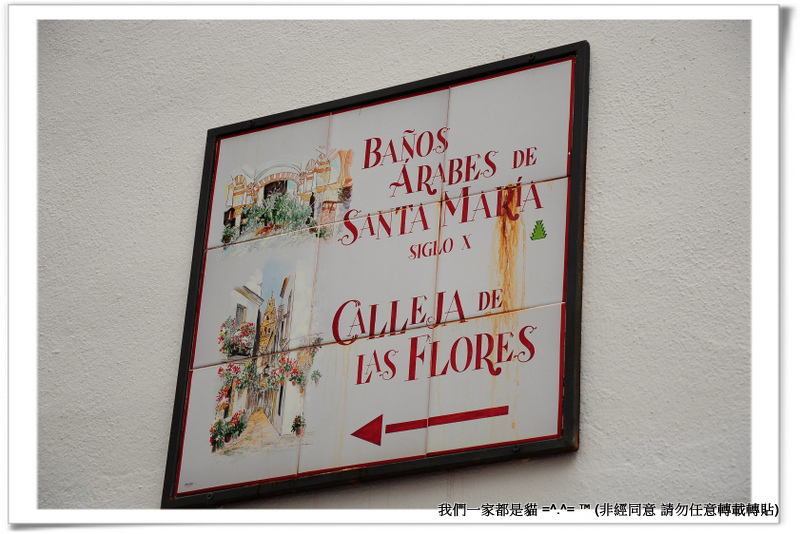 BAÑOS
ÁRABES DE
SANTA MARÍA
SIGLO X
CALLEJA DE
LAS FLORES
我們一家都是貓 =^.^= ™ (非經同意 請勿任意轉載轉貼)